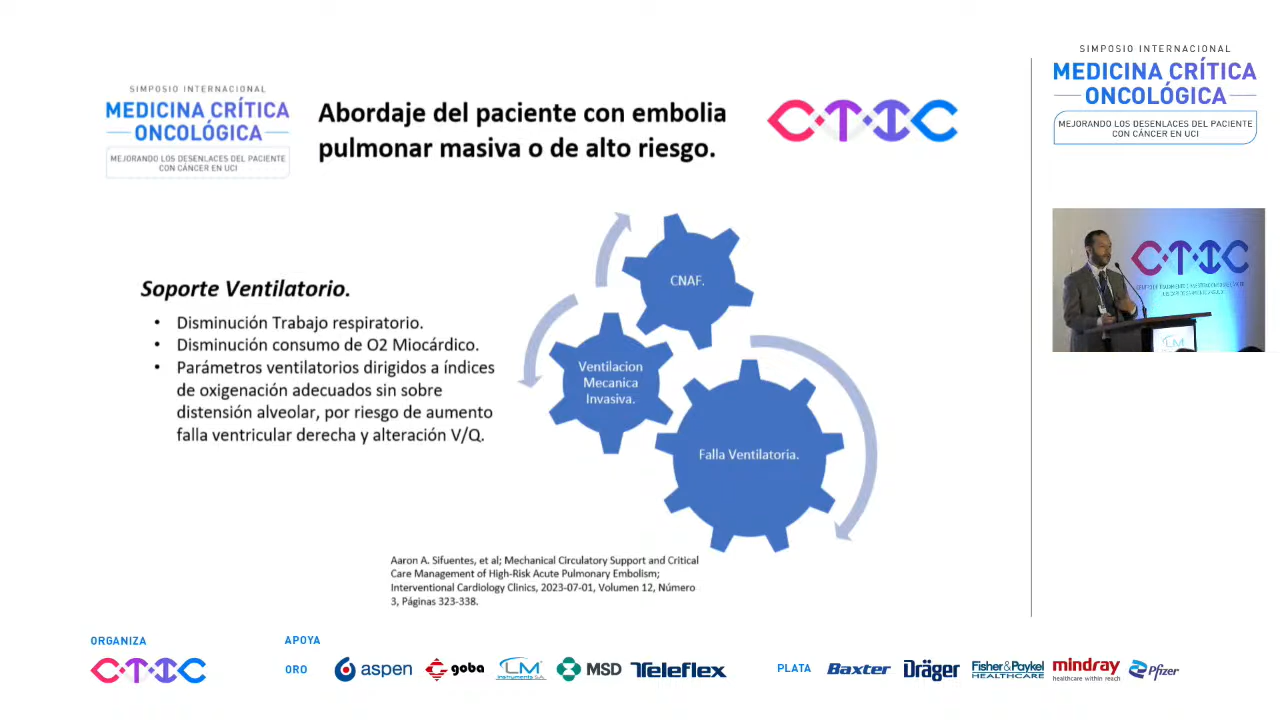 SIMPOSIO INTERNACIONAL
MEDICINA CRÍTICA
ONCOLÓGICA
MEJORANDO LOS DESENLACES DEL PACIENTE
CON CÁNCER EN UCI
Abordaje del paciente con embolia
pulmonar masiva o de alto riesgo.
CTIC
Soporte Ventilatorio.
• Disminución Trabajo respiratorio.
• Disminución consumo de O2 Miocárdico.
• Parámetros ventilatorios dirigidos a índices
de oxigenación adecuados sin sobre
distensión alveolar, por riesgo de aumento
falla ventricular derecha y alteración V/Q.
CNAF.
Ventilacion
Mecanica
Invasiva.
Falla Ventilatoria.
Aaron A. Sifuentes, et al; Mechanical Circulatory Support and Critical
Care Management of High-Risk Acute Pulmonary Embolism;
Interventional Cardiology Clinics, 2023-07-01, Volumen 12, Número
3, Páginas 323-338.
SIMPOSIO INTERNACIONAL
MEDICINA CRÍTICA
ONCOLÓGICA
MEJORANDO LOS DESENLACES DEL PACIENTE
CON CÁNCER EN UCI
CTIC
LM
ORGANIZA
CTIC
APOYA
ORO
aspen
goba
LM
Instruments S.A.
MSD
Teleflex
PLATA
Baxter
Dräger
Fisher&Paykel
HEALTHCARE
mindray
healthcare within reach
Pfizer